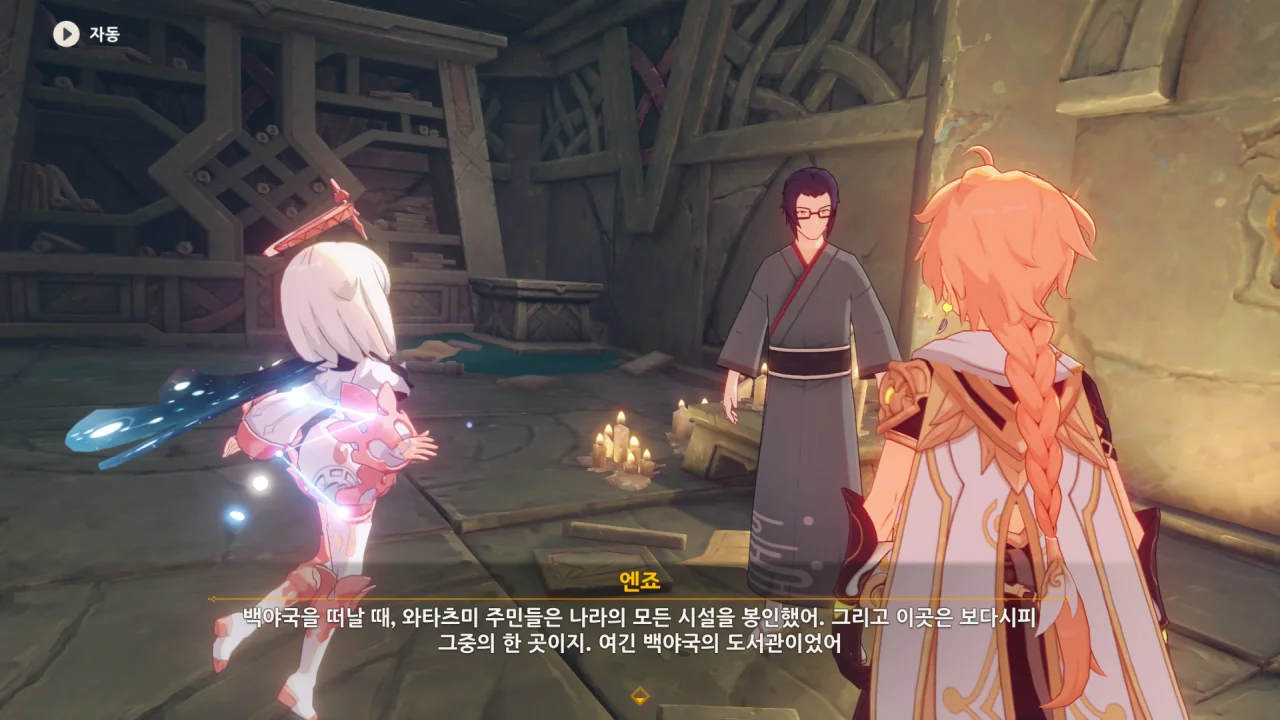 자동
엔죠
백야국을 떠날 때, 와타츠미 주민들은 나라의 모든 시설을 봉인했어. 그리고 이곳은 보다시피
그중의 한 곳이지. 여긴 백야국의 도서관이었어